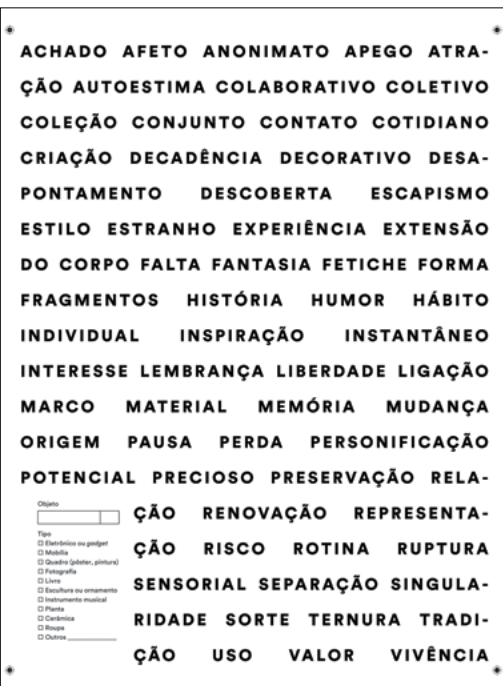 ACHADO AFETO ANONIMATO APEGO ATRA-
ÇÃO AUTOESTIMA COLABORATIVO COLETIVO
COLEÇÃO CONJUNTO CONTATO COTIDIANO
CRIAÇÃO DECADÊNCIA DECORATIVO DESA-
PONTAMENTO DESCOBERTA ESCAPISMO
ESTILO ESTRANHO EXPERIÊNCIA EXTENSÃO
DO CORPO FALTA FANTASIA FETICHE FORMA
FRAGMENTOS HISTÓRIA HUMOR HÁBITO
INDIVIDUAL INSPIRAÇÃO INSTANTÂNEO
INTERESSE LEMBRANÇA LIBERDADE LIGAÇÃO
MARCO MATERIAL MEMÓRIA MUDANÇA
ORIGEM PAUSA PERDA PERSONIFICAÇÃO
POTENCIAL PRECIOSO PRESERVAÇÃO RELA-
ÇÃO RENOVAÇÃO REPRESENTA-
ÇÃO RISCO ROTINA RUPTURA
SENSORIAL SEPARAÇÃO SINGULA-
RIDADE SORTE TERNURA TRADI-
ÇÃO USO VALOR VIVÊNCIA
Objeto
Tipo
Eletrônico ou gadget
Mobília
Quadro (pôster, pintura)
Fotografia
Livro
Escultura ou ornamento
Instrumento musical
Planta
Cerâmica
Roupa
Outros